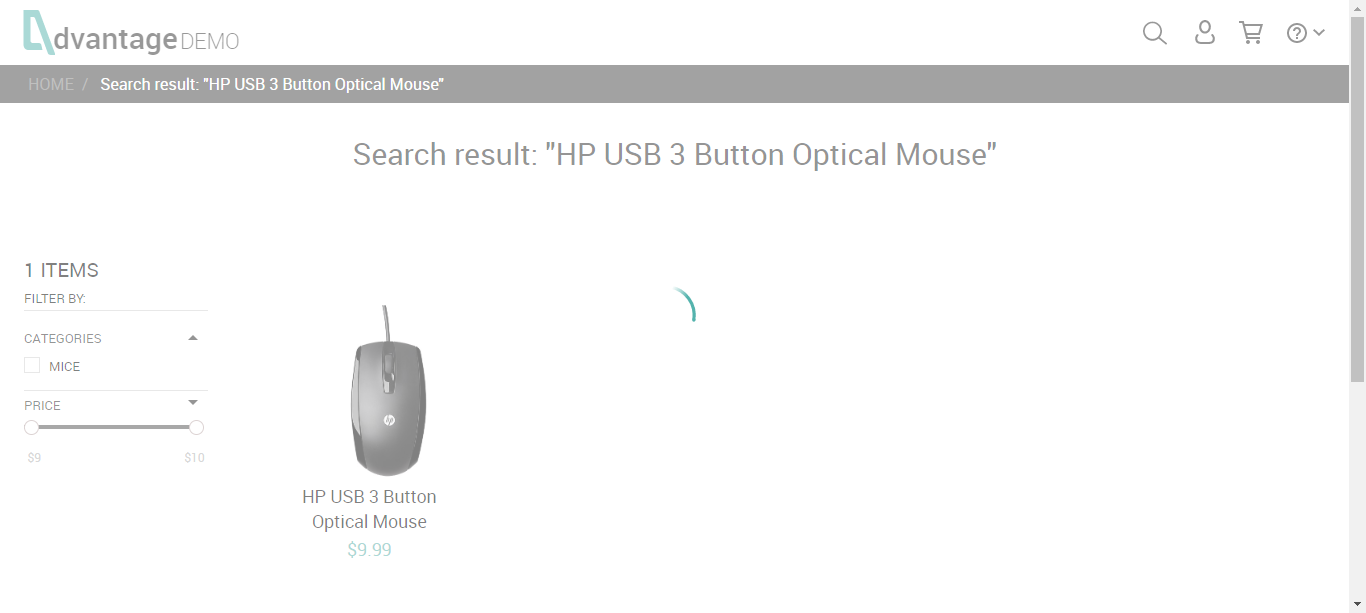 dvantage DEMO
HOME / Search result: "HP USB 3 Button Optical Mouse"
Search result: "HP USB 3 Button Optical Mouse"
1 ITEMS
FILTER BY:
CATEGORIES
MICE
PRICE
$9 $10
hp
HP USB 3 Button
Optical Mouse
$9.99